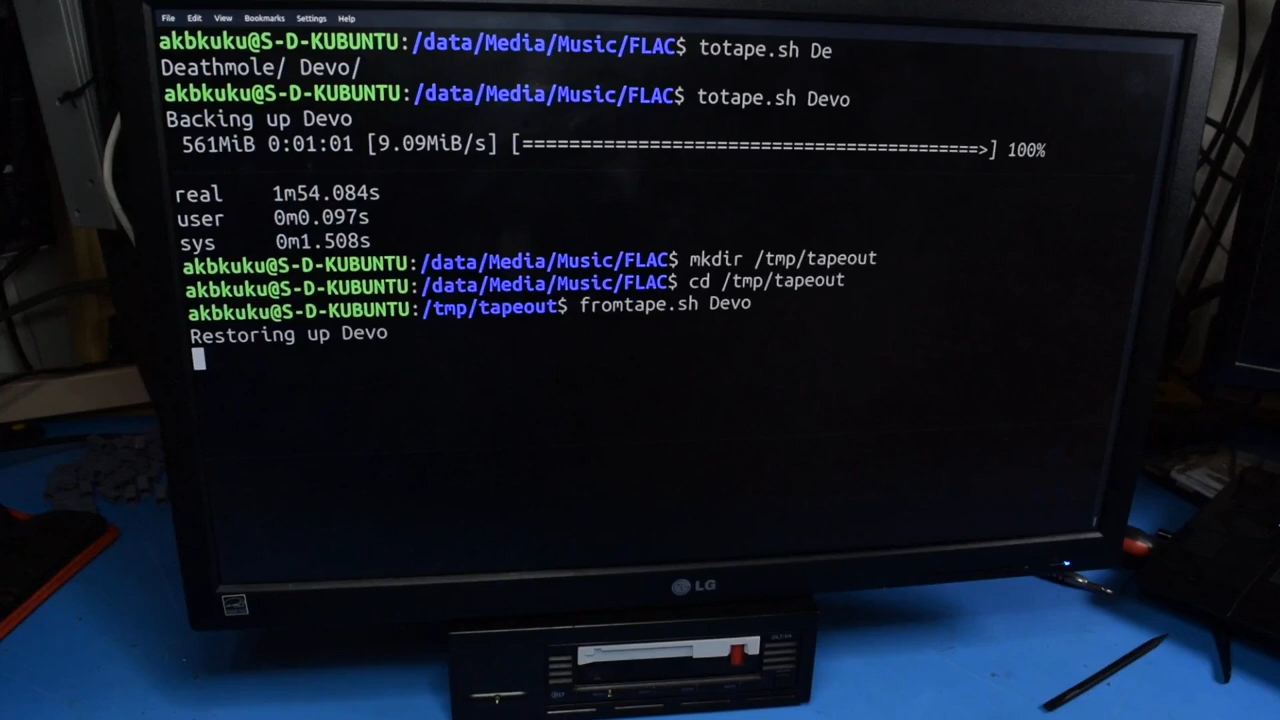 File Edit View Bookmarks Settings Help
akbkuku@S-D-KUBUNTU:/data/Media/Music/FLAC$ totape.sh De
Deathmole/ Devo/
akbkuku@S-D-KUBUNTU:/data/Media/Music/FLAC$ totape.sh Devo
Backing up Devo
561MiB 0:01:01 [9.09MiB/s] [=======================================>] 100%
real 1m54.084s
user 0m0.097s
sys 0m1.508s
akbkuku@S-D-KUBUNTU:/data/Media/Music/FLAC$ mkdir /tmp/tapeout
akbkuku@S-D-KUBUNTU:/data/Media/Music/FLAC$ cd /tmp/tapeout
akbkuku@S-D-KUBUNTU:/tmp/tapeout$ fromtape.sh Devo
Restoring up Devo
LG